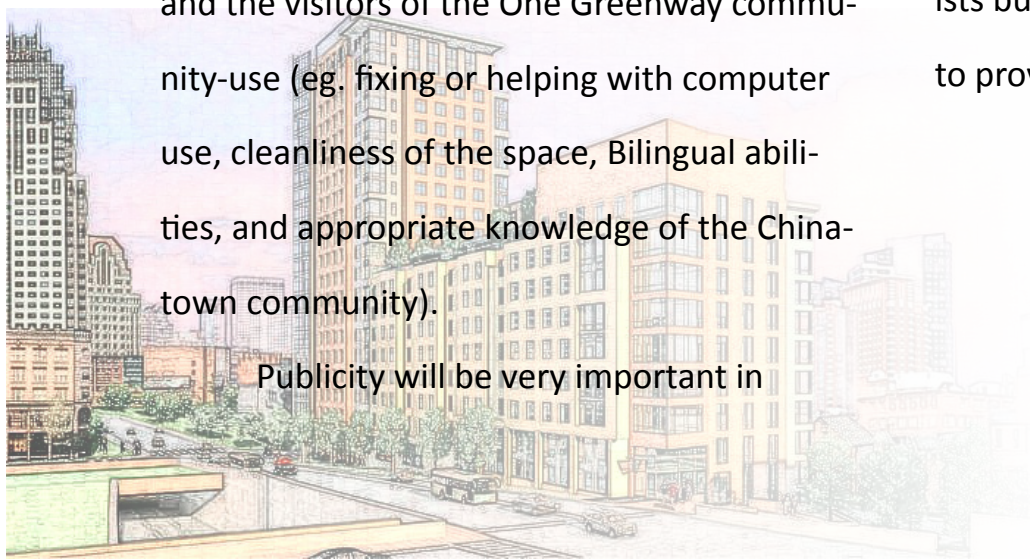 and the visitors of the One Greenway commu-
nity-use (eg. fixing or helping with computer
use, cleanliness of the space, Bilingual abili-
ties, and appropriate knowledge of the China-
town community).
Publicity will be very important in
ists bu
to prov